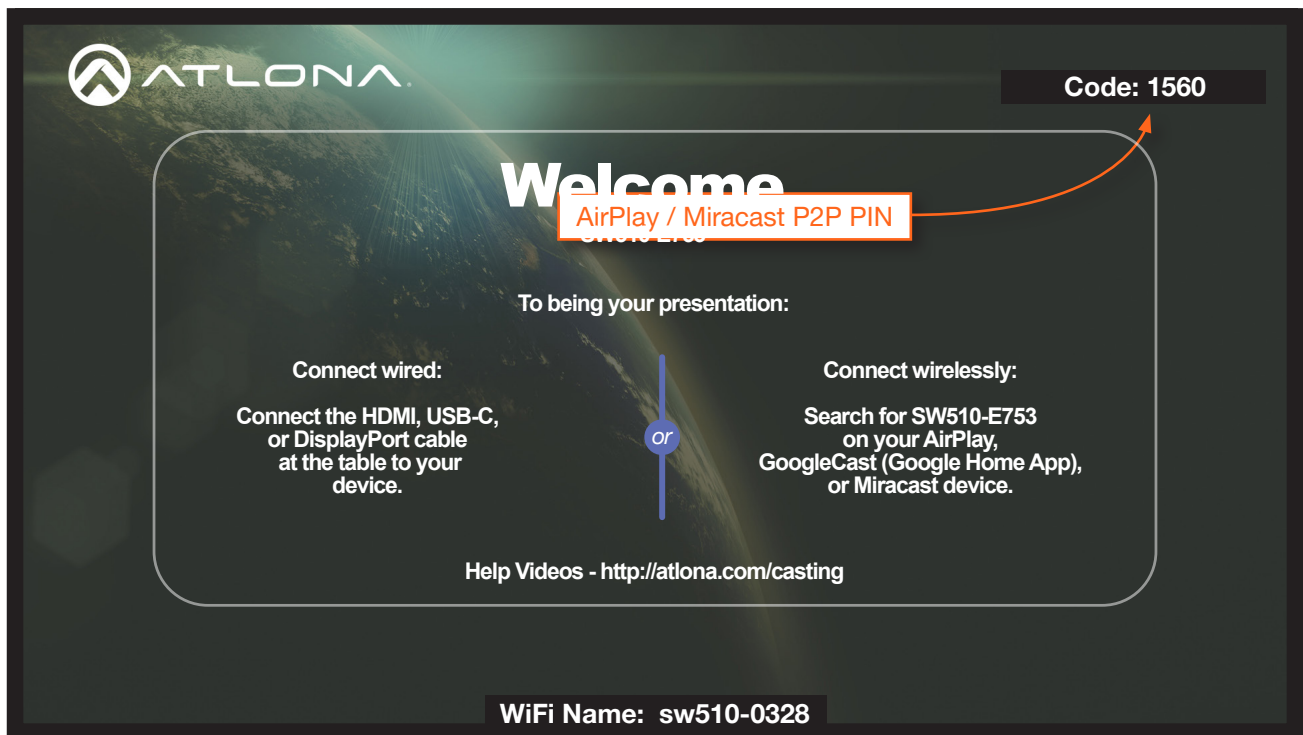 ATLONA.
Code: 1560
Welcome
AirPlay / Miracast P2P PIN
To being your presentation:
Connect wired:
Connect the HDMI, USB-C,
or DisplayPort cable
at the table to your
device.
or
Connect wirelessly:
Search for SW510-E753
on your AirPlay,
GoogleCast (Google Home App),
or Miracast device.
Help Videos - http://atlona.com/casting
WiFi Name: sw510-0328